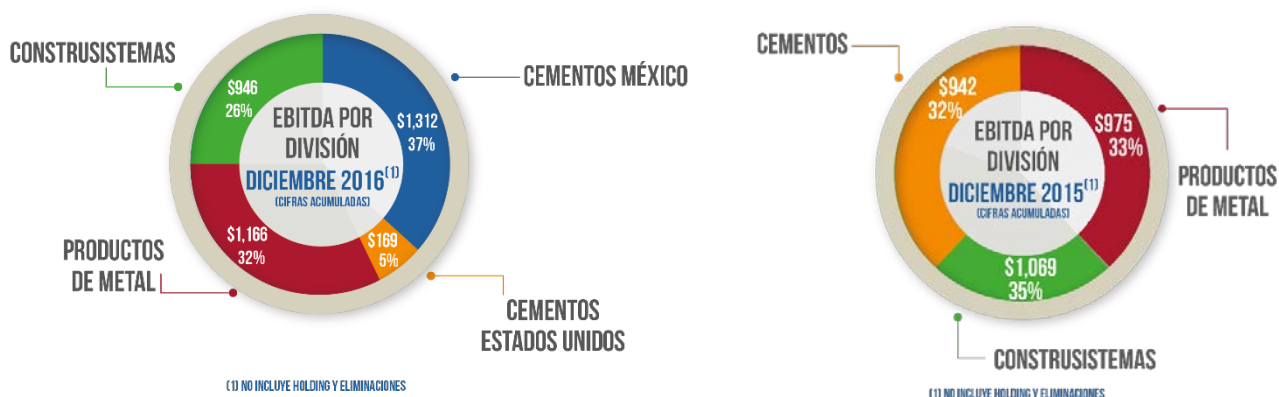 CONSTRUSISTEMAS
$946
26%
CEMENTOS MÉXICO
$1,312
37%
EBITDA POR
DIVISIÓN
DICIEMBRE 2016(1)
(CIFRAS ACUMULADAS)
$1,166
32%
$169
5%
PRODUCTOS
DE METAL
CEMENTOS
ESTADOS UNIDOS
(1) NO INCLUYE HOLDING Y ELIMINACIONES
CEMENTOS
$942
32%
$975
33%
EBITDA POR
DIVISIÓN
DICIEMBRE 2015(1)
(CIFRAS ACUMULADAS)
PRODUCTOS
DE METAL
$1,069
35%
CONSTRUSISTEMAS
(1) NO INCLUYE HOLDING Y ELIMINACIONES